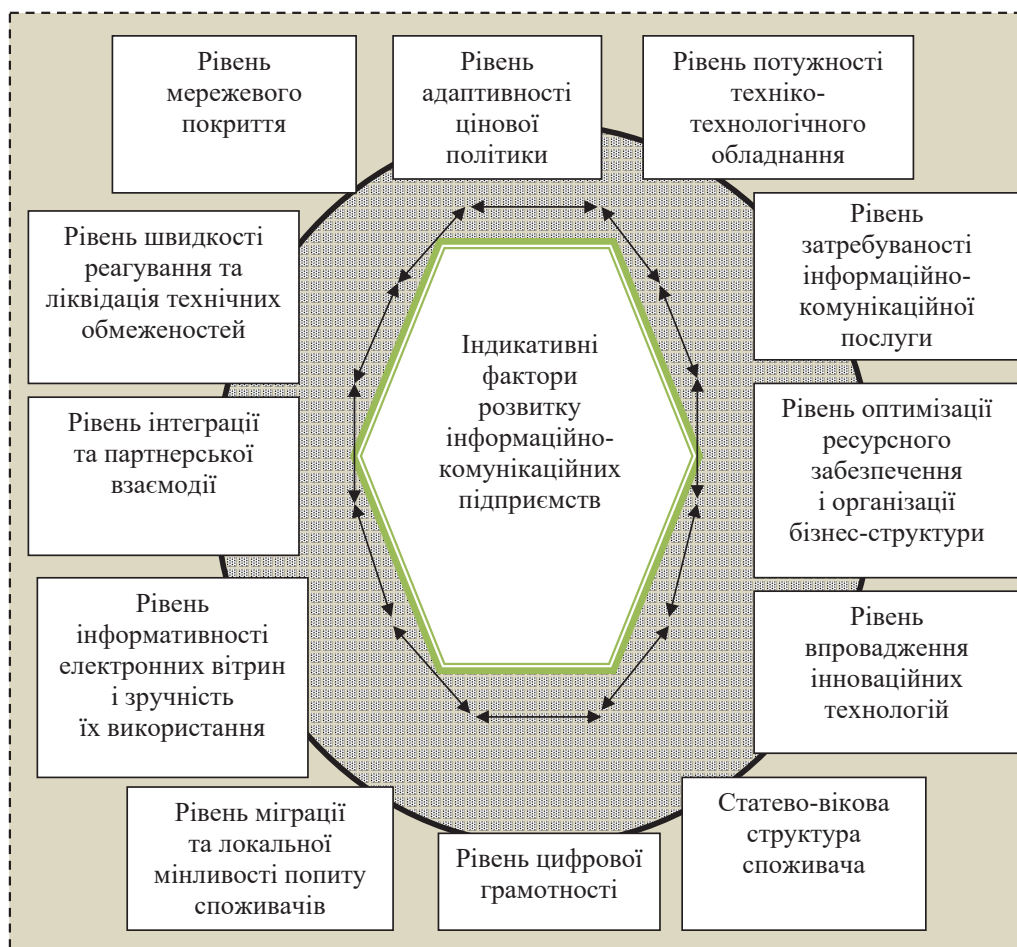 Рівень
мережевого
покриття
Рівень
адаптивності
цінової
політики
Рівень потужності
техніко-
технологічного
обладнання
Рівень швидкості
реагування та
ліквідація технічних
обмеженостей
Рівень
затребуваності
інформаційно-
комунікаційної
послуги
Індикативні
фактори
розвитку
інформаційно-
комунікаційних
підприємств
Рівень інтеграції
та партнерської
взаємодії
Рівень оптимізації
ресурсного
забезпечення
і організації
бізнес-структури
Рівень
інформативності
електронних вітрин
і зручність
їх використання
Рівень
впровадження
інноваційних
технологій
Рівень міграції
та локальної
мінливості попиту
споживачів
Рівень цифрової
грамотності
Статево-вікова
структура
споживача